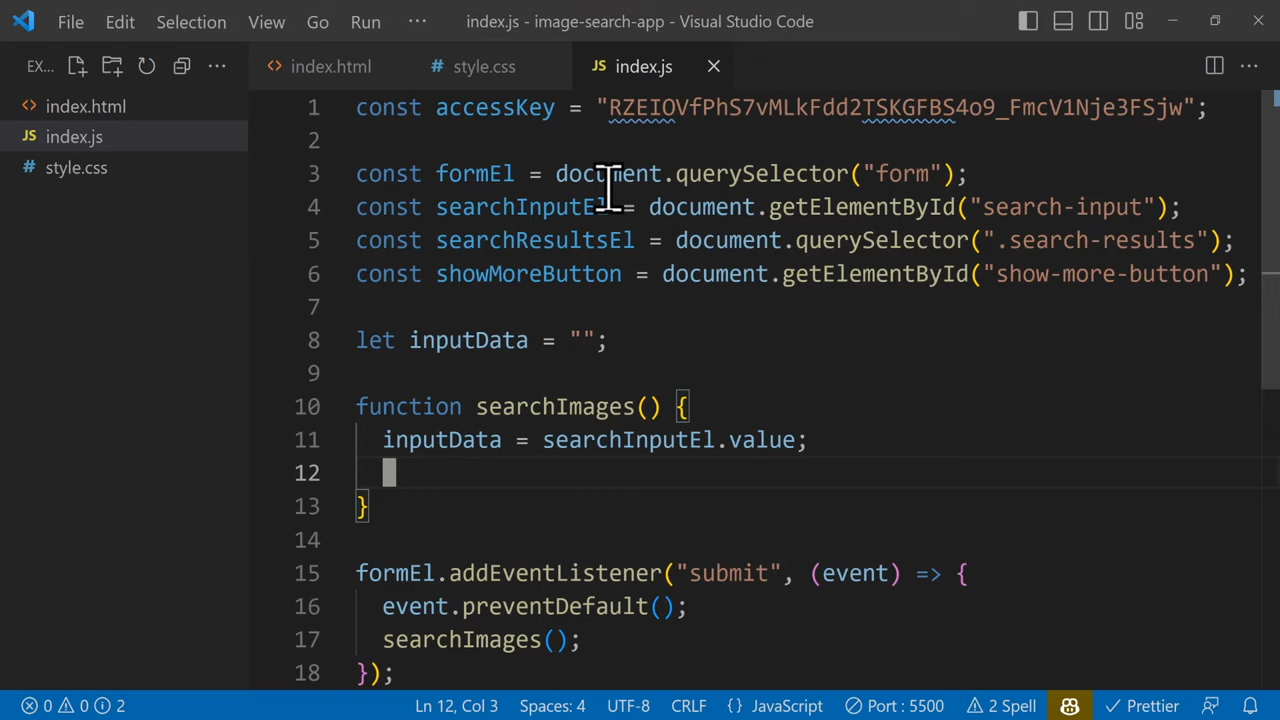 File Edit Selection View Go Run ··· index.js - image-search-app - Visual Studio Code
EX... ··· <> index.html # style.css JS index.js ···
<> index.html
JS index.js
# style.css
1 const accessKey = "RZEIOVfPhS7vMLkFdd2TSKGFBS4o9_FmcV1Nje3FSjw";
2
3 const formEl = document.querySelector("form");
4 const searchInputEl = document.getElementById("search-input");
5 const searchResultsEl = document.querySelector(".search-results");
6 const showMoreButton = document.getElementById("show-more-button");
7
8 let inputData = "";
9
10 function searchImages() {
11 inputData = searchInputEl.value;
12
13 }
14
15 formEl.addEventListener("submit", (event) => {
16 event.preventDefault();
17 searchImages();
18 });
0 0 2 Ln 12, Col 3 Spaces: 4 UTF-8 CRLF {} JavaScript Port : 5500 2 Spell Prettier